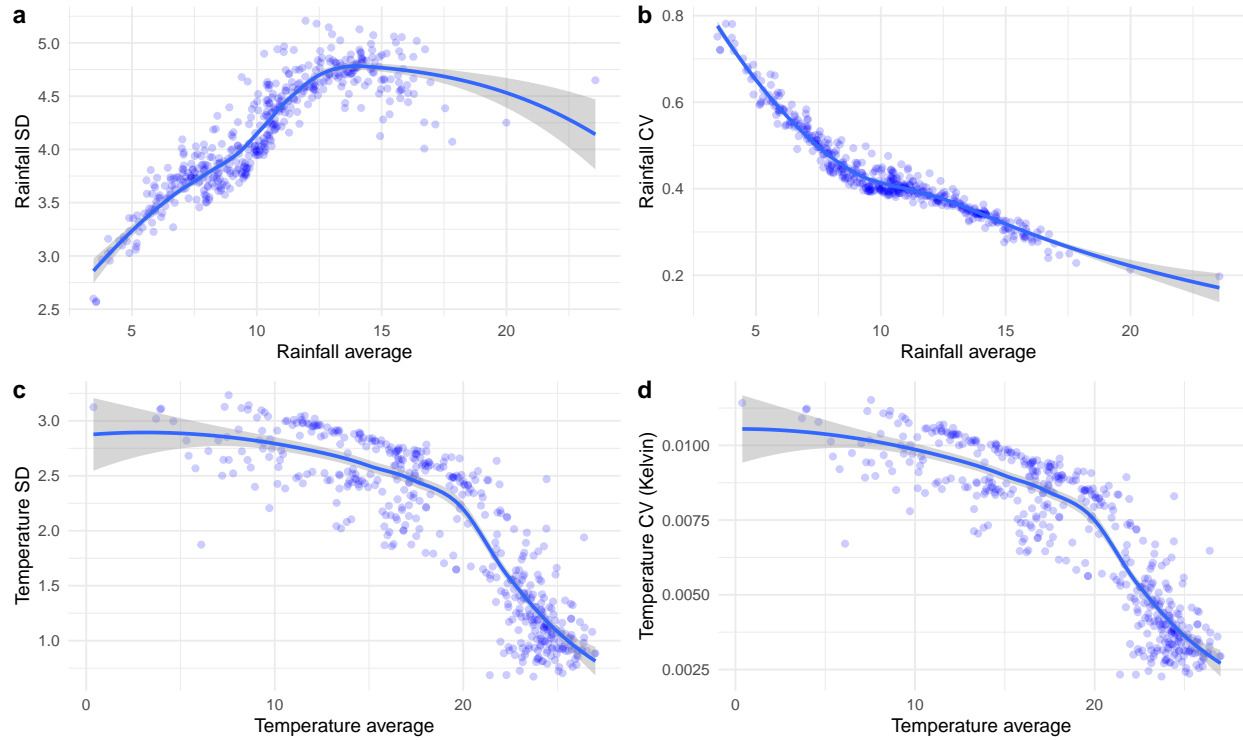 a
5.0
4.5
4.0
3.5
3.0
2.5
Rainfall SD
5 10 15 20
Rainfall average
b
0.8
0.6
0.4
0.2
Rainfall CV
5 10 15 20
Rainfall average
c
3.0
2.5
2.0
1.5
1.0
Temperature SD
0 10 20
Temperature average
d
0.0100
0.0075
0.0050
0.0025
Temperature CV (Kelvin)
0 10 20
Temperature average